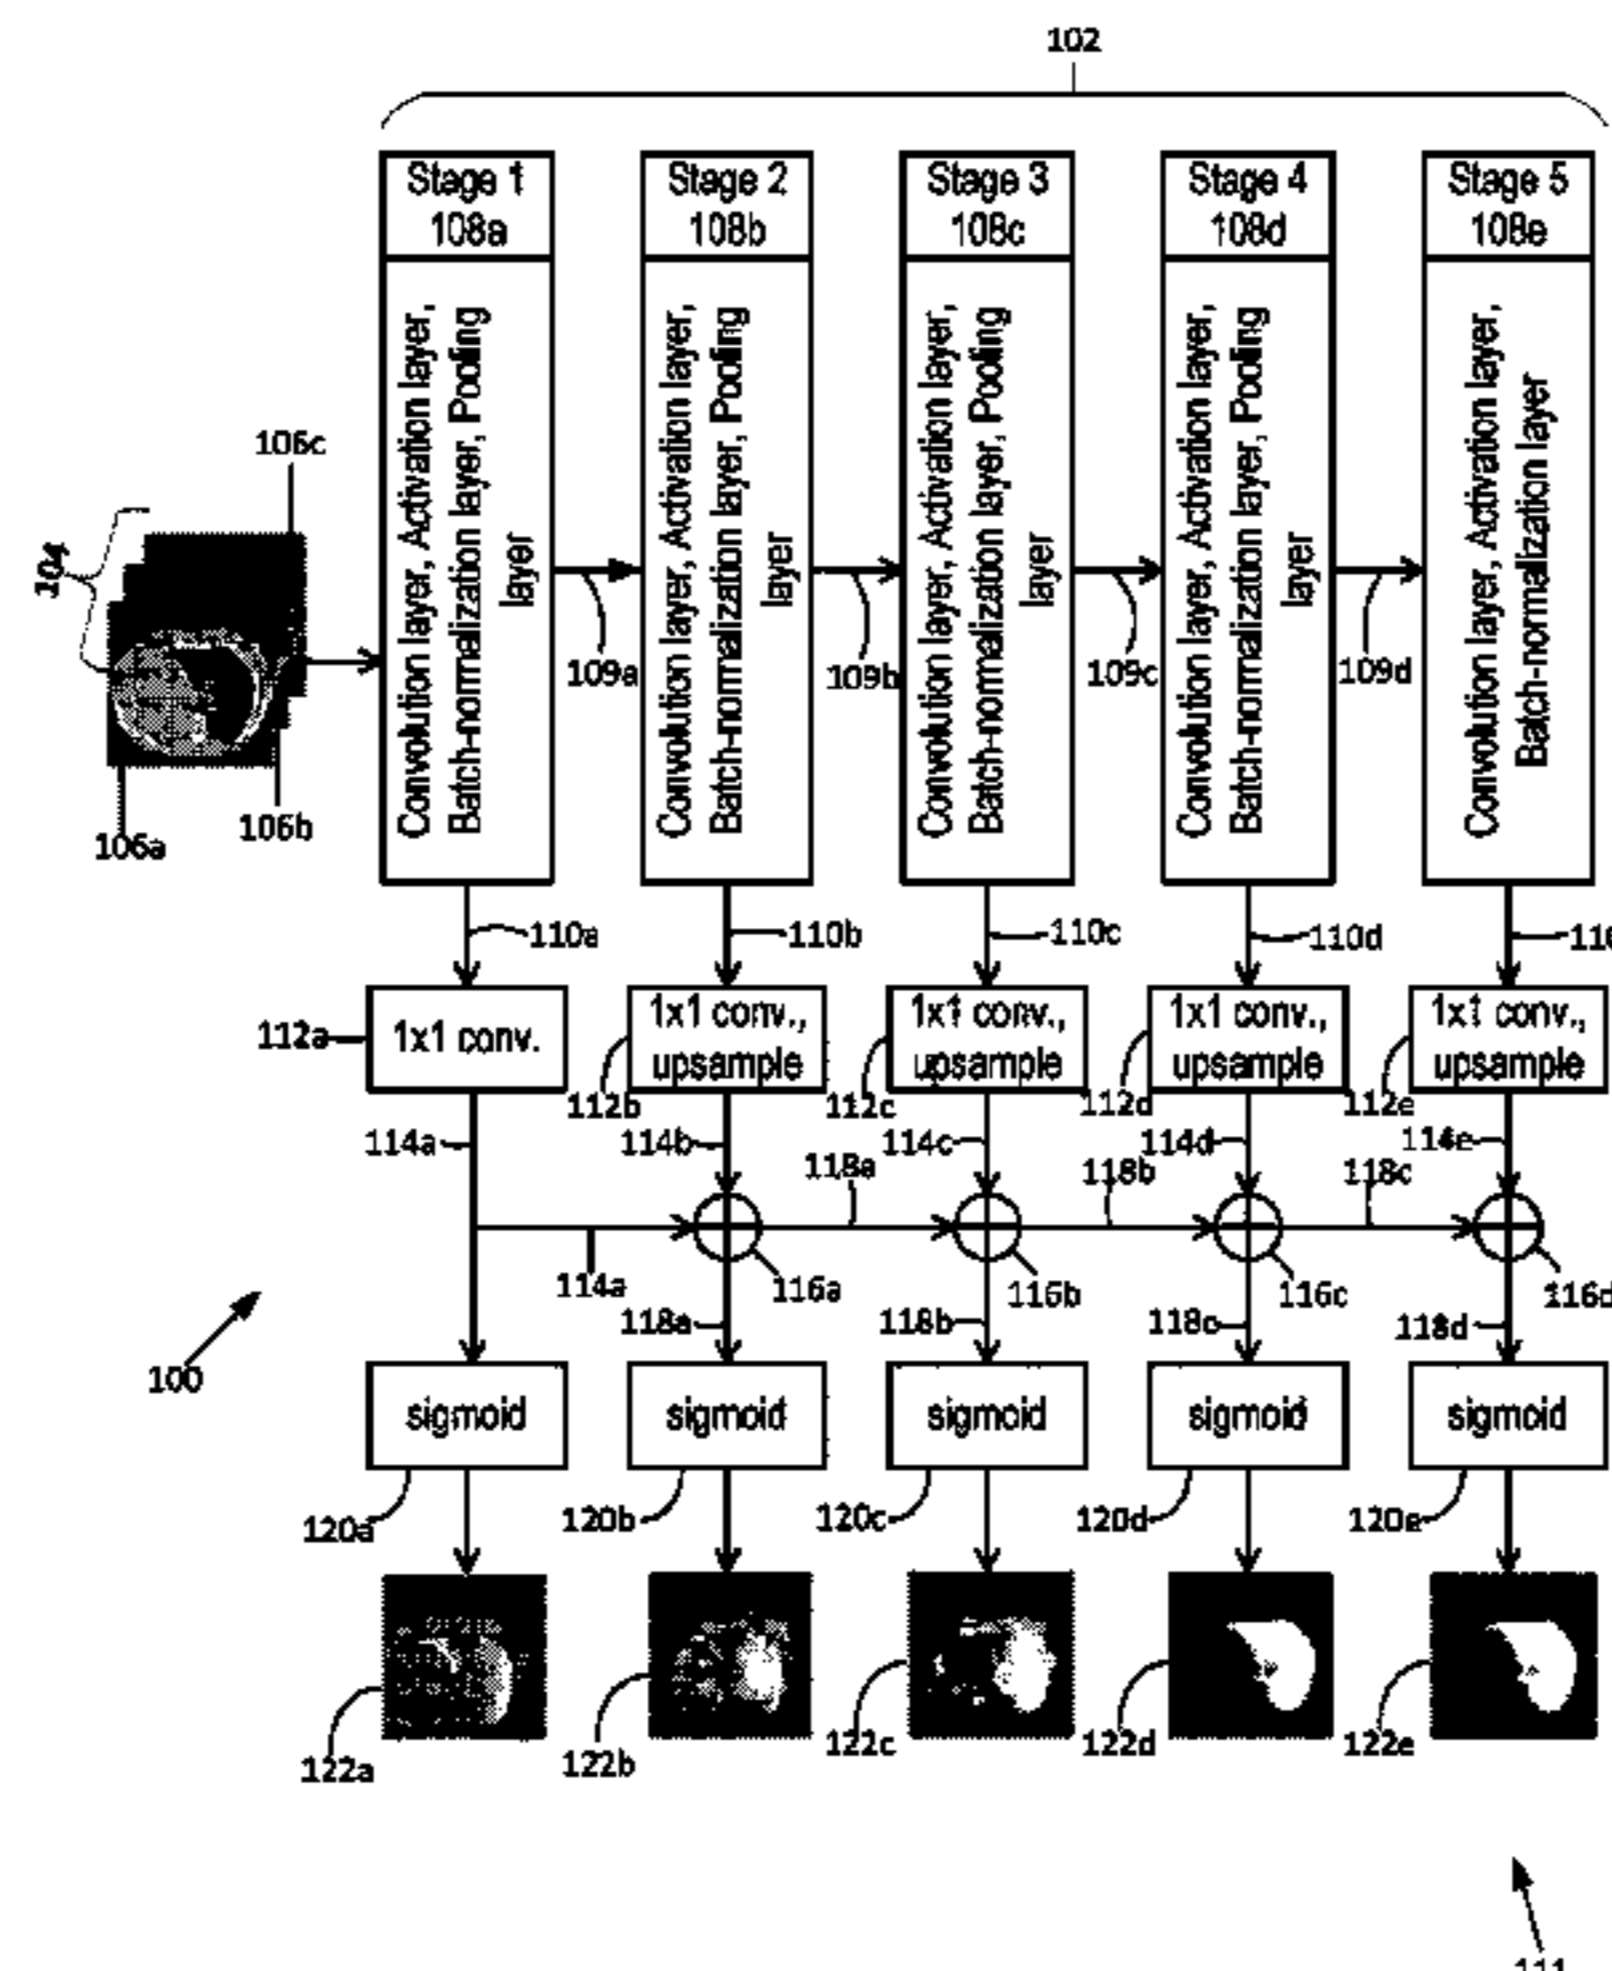 102
Stage 1
108a
Stage 2
108b
Stage 3
108c
Stage 4
108d
Stage 5
108e
Convolution layer, Activation layer,
Batch-normalization layer, Pooling
layer
Convolution layer, Activation layer,
Batch-normalization layer, Pooling
layer
Convolution layer, Activation layer,
Batch-normalization layer, Pooling
layer
Convolution layer, Activation layer,
Batch-normalization layer, Pooling
layer
Convolution layer, Activation layer,
Batch-normalization layer
106c
104
106a
106b
109a
109b
109c
109d
110a
110b
110c
110d
112a
1x1 conv.
1x1 conv.,
upsample
1x1 conv.,
upsample
1x1 conv.,
upsample
1x1 conv.,
upsample
112b
112c
112d
112e
114a
114b
118a
114c
118b
114d
118c
114e
114a
116a
116b
116c
116d
118a
118b
118c
118d
100
sigmoid
sigmoid
sigmoid
sigmoid
sigmoid
120a
120b
120c
120d
120e
122a
122b
122c
122d
122e
111